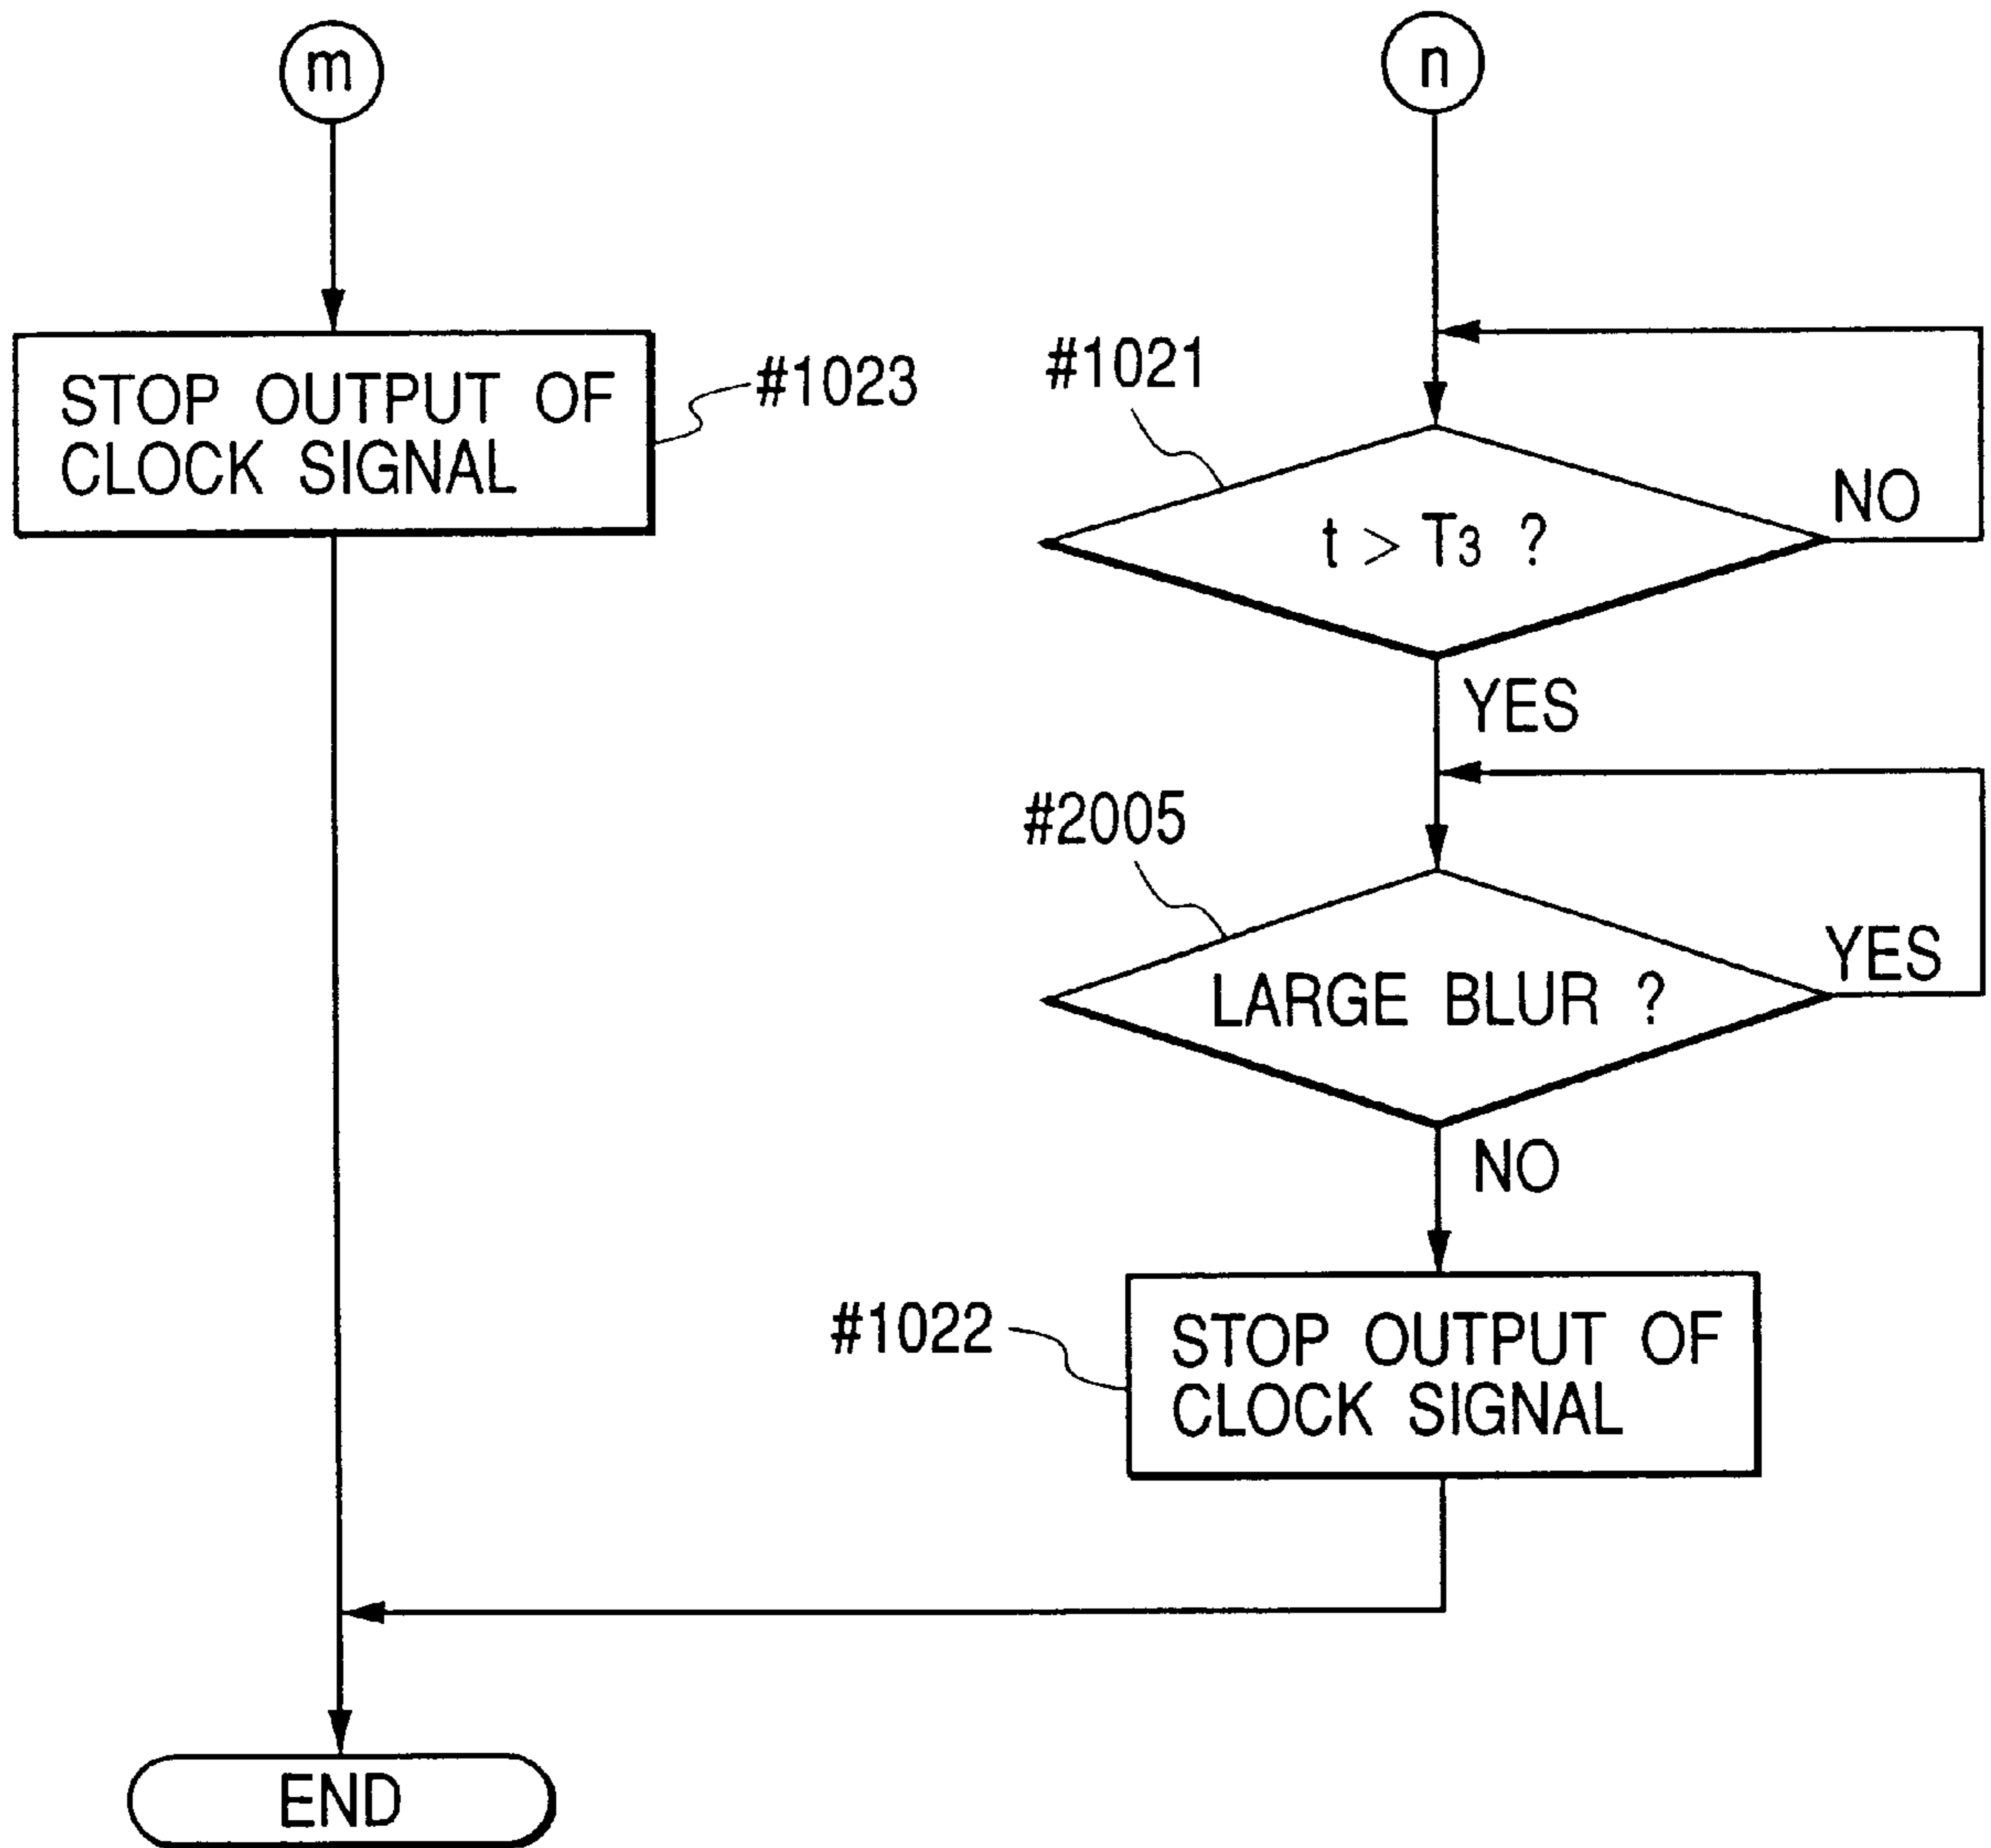 m
n
STOP OUTPUT OF
CLOCK SIGNAL
#1023
#1021
t > T3 ?
NO
YES
#2005
LARGE BLUR ?
YES
NO
#1022
STOP OUTPUT OF
CLOCK SIGNAL
END